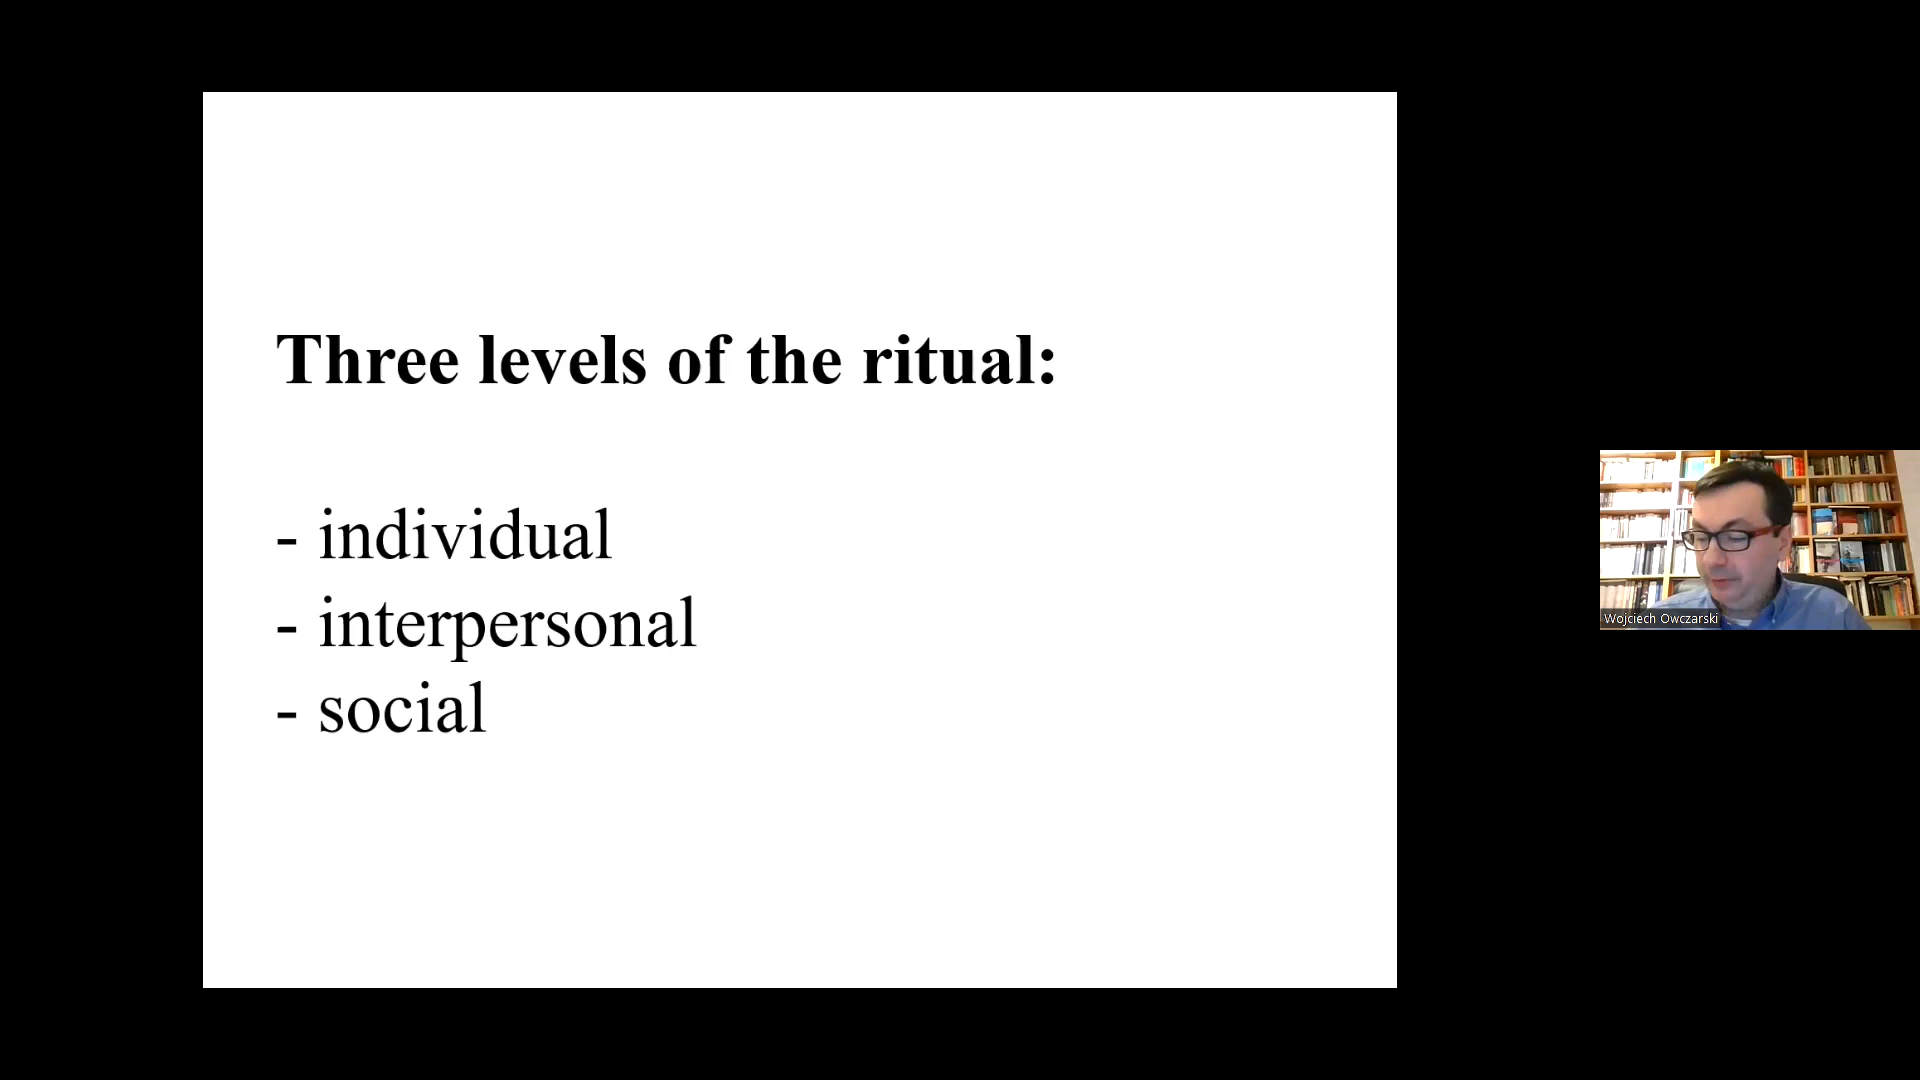 Three levels of the ritual:
- individual
- interpersonal
- social
Wojciech Owczarski